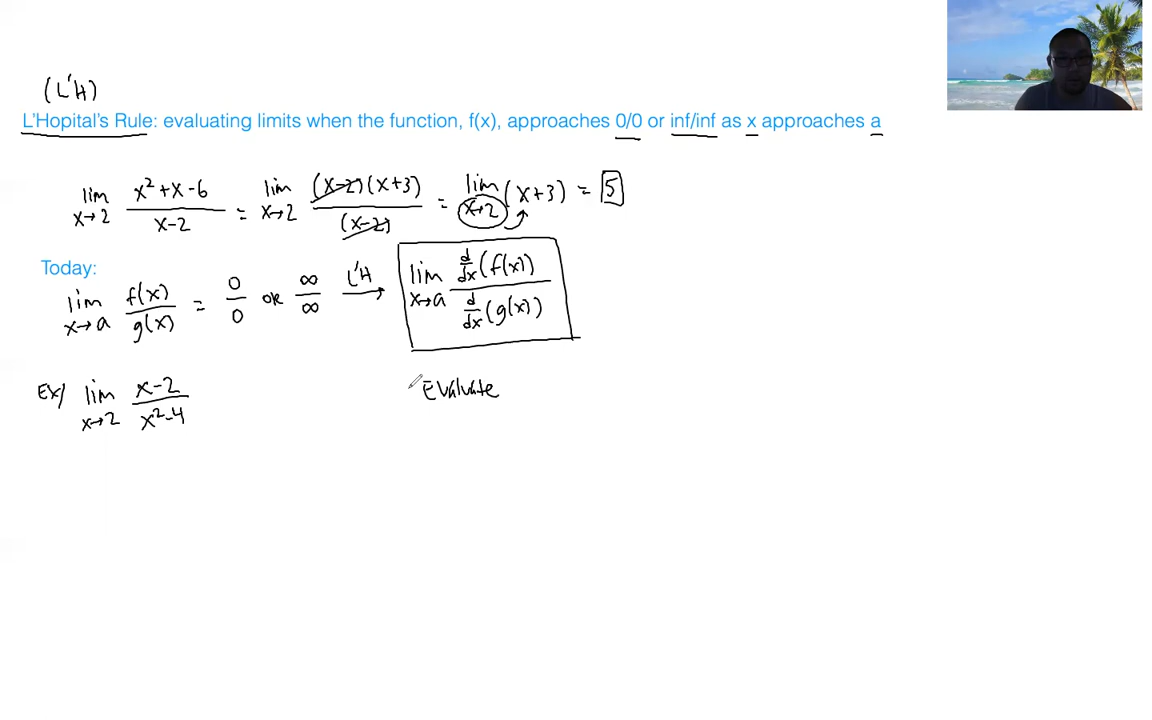 (L'H)
L'Hopital's Rule: evaluating limits when the function, f(x), approaches 0/0 or inf/inf as x approaches a
lim x→2 (x²+x-6)/(x-2) = lim x→2 (x-2)(x+3)/(x-2) = lim x→2 (x+3) = 5
Today:
lim x→a f(x)/g(x) = 0/0 or ∞/∞ L'H → lim x→a d/dx(f(x))/d/dx(g(x))
Ex/ lim x→2 (x-2)/(x²-4) Evaluate